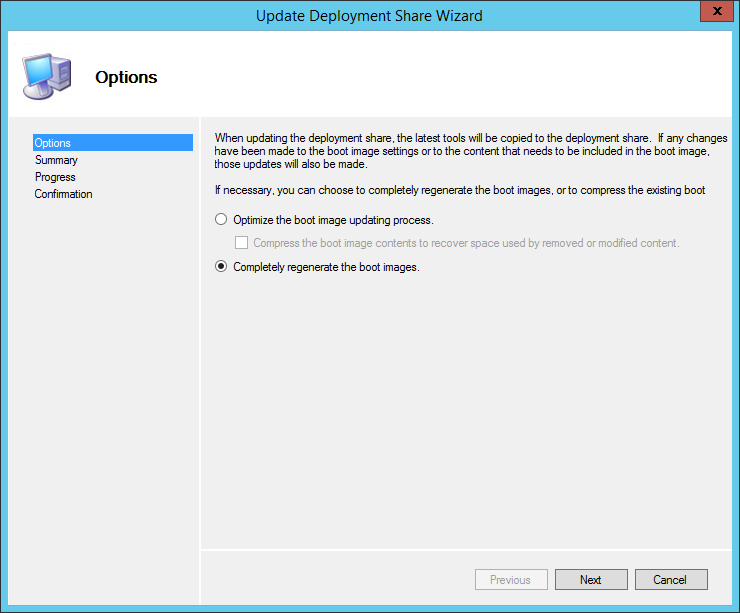 Update Deployment Share Wizard
x
Options
Options
Summary
Progress
Confirmation
When updating the deployment share, the latest tools will be copied to the deployment share.  If any changes
have been made to the boot image settings or to the content that needs to be included in the boot image,
those updates will also be made.
If necessary, you can choose to completely regenerate the boot images, or to compress the existing boot
Optimize the boot image updating process.
Compress the boot image contents to recover space used by removed or modified content.
Completely regenerate the boot images.
Previous
Next
Cancel